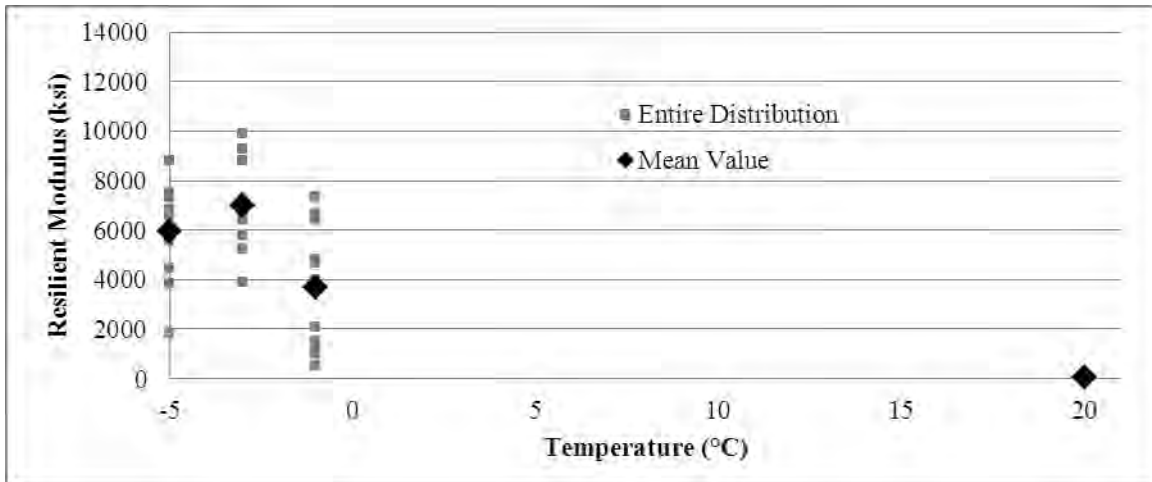 14000
12000
10000
8000
6000
4000
2000
0
Resilient Modulus (ksi)
Entire Distribution
Mean Value
-5 0 5 10 15 20
Temperature (°C)